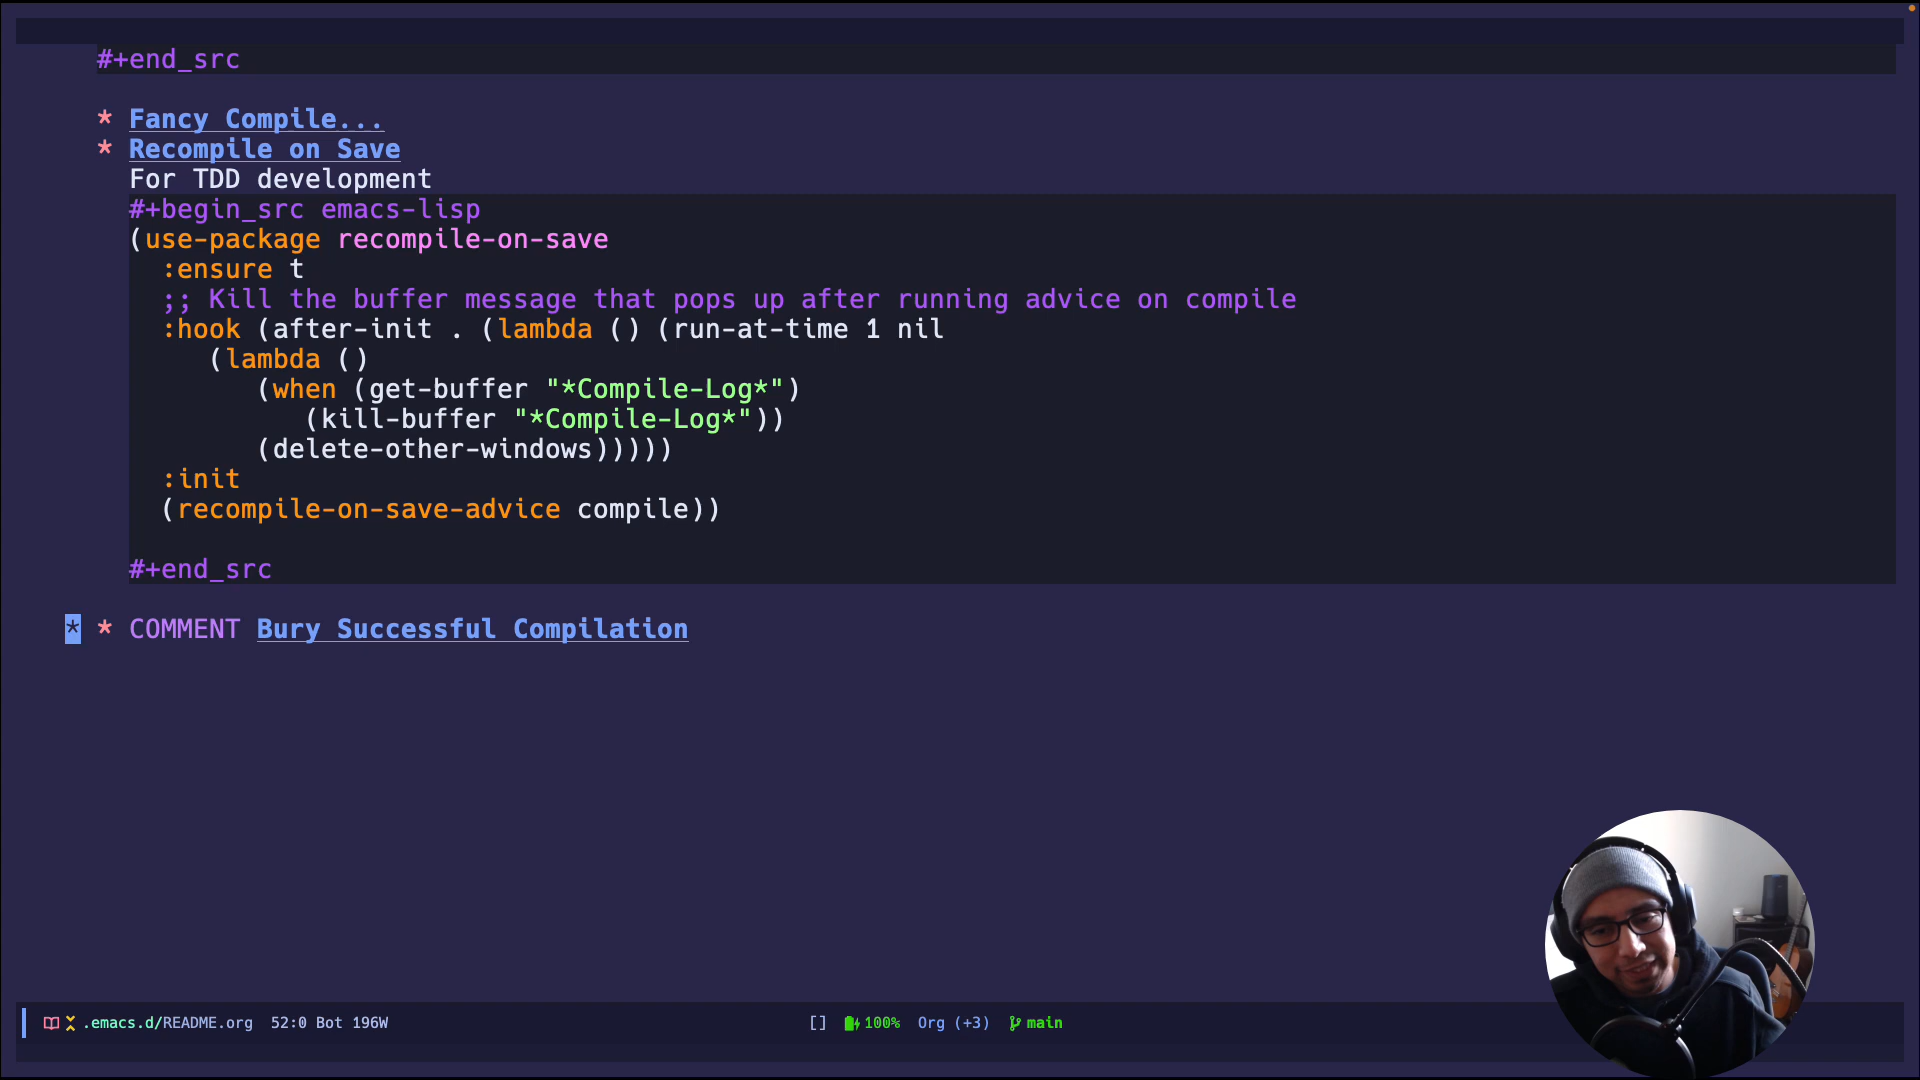 #+end_src
* Fancy Compile...
* Recompile on Save
For TDD development
#+begin_src emacs-lisp
(use-package recompile-on-save
  :ensure t
  ;; Kill the buffer message that pops up after running advice on compile
  :hook (after-init . (lambda () (run-at-time 1 nil
     (lambda ()
        (when (get-buffer "*Compile-Log*")
           (kill-buffer "*Compile-Log*"))
        (delete-other-windows)))))
  :init
  (recompile-on-save-advice compile))
#+end_src
* * COMMENT Bury Successful Compilation
.emacs.d/README.org 52:0 Bot 196W [] 100% Org (+3) main